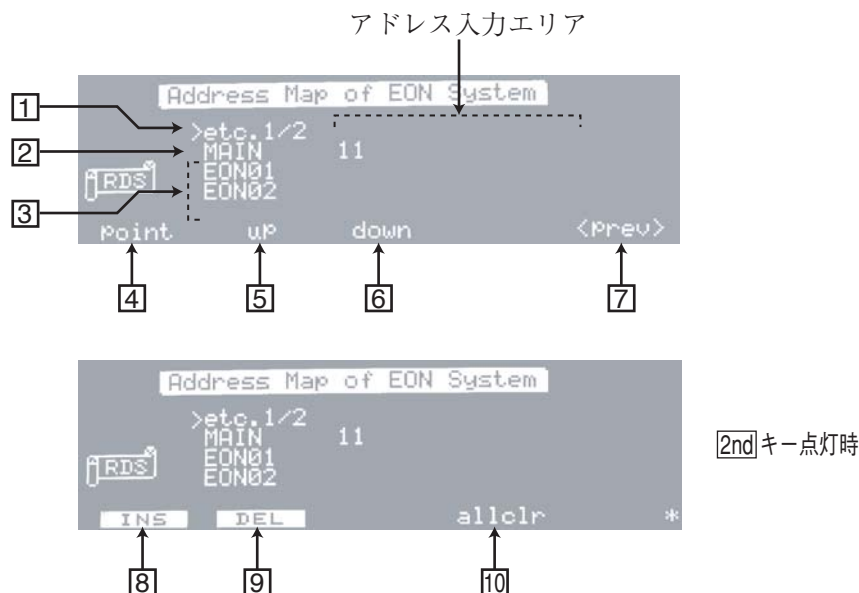 アドレス入力エリア
Address Map of EON System
1 >etc.1/2
2 MAIN 11
EON01
RDS
3 EON02
point up down <prev>
4 5 6 7
Address Map of EON System
>etc.1/2
MAIN 11
2nd キー点灯時
EON01
RDS
EON02
INS DEL allclr *
8 9 10